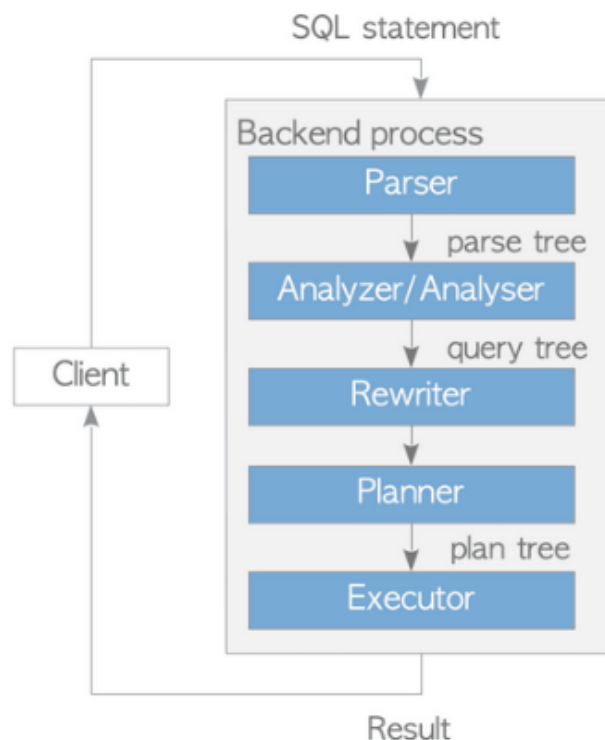 SQL statement
Backend process
Parser
parse tree
Analyzer/Analyser
query tree
Client
Rewriter
Planner
plan tree
Executor
Result